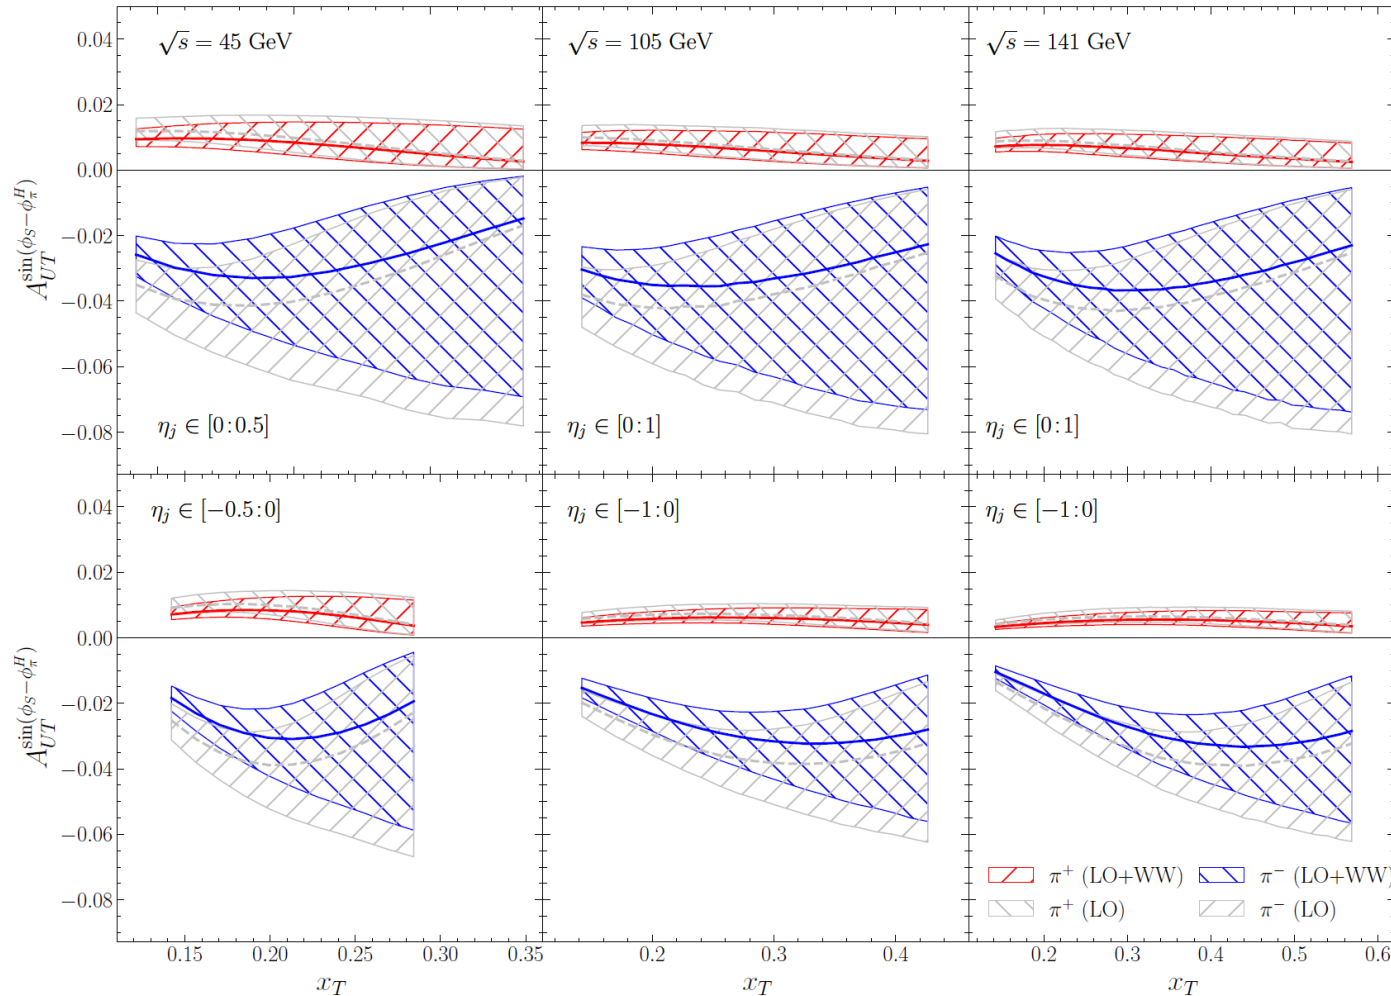 √s = 45 GeV
√s = 105 GeV
√s = 141 GeV
0.04
0.02
0.00
−0.02
−0.04
−0.06
−0.08
A_{UT}^{sin(ϕ_S−ϕ_π^H)}
η_j ∈ [0:0.5]
η_j ∈ [0:1]
η_j ∈ [0:1]
η_j ∈ [−0.5:0]
η_j ∈ [−1:0]
η_j ∈ [−1:0]
0.04
0.02
0.00
−0.02
−0.04
−0.06
−0.08
A_{UT}^{sin(ϕ_S−ϕ_π^H)}
π⁺ (LO+WW)
π⁻ (LO+WW)
π⁺ (LO)
π⁻ (LO)
0.15 0.20 0.25 0.30 0.35
0.2 0.3 0.4
0.2 0.3 0.4 0.5 0.6
x_T
x_T
x_T